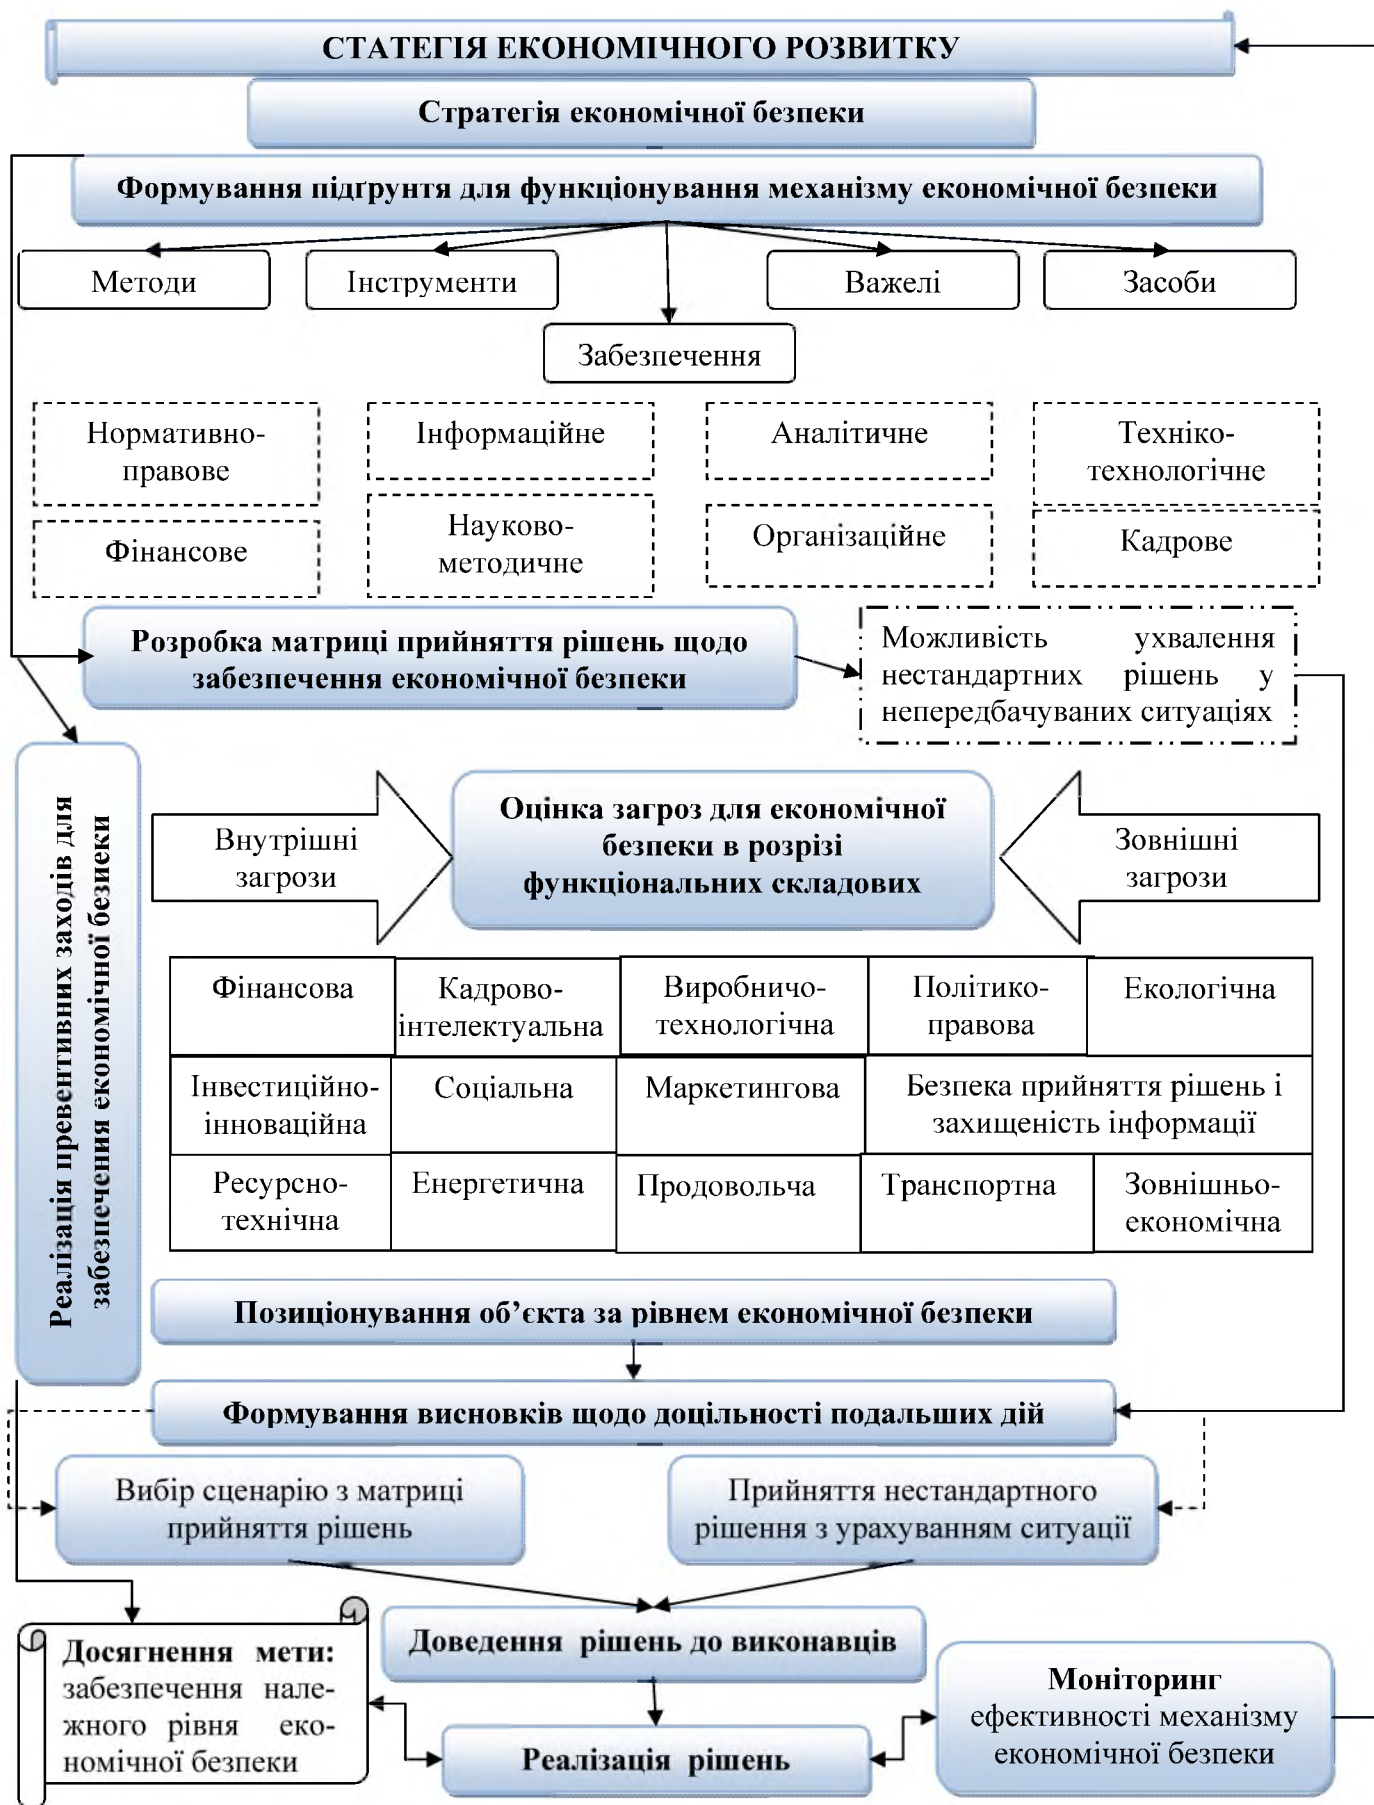 СТАТЕГІЯ ЕКОНОМІЧНОГО РОЗВИТКУ
Стратегія економічної безпеки
Формування підґрунтя для функціонування механізму економічної безпеки
Методи
Інструменти
Важелі
Засоби
Забезпечення
Нормативно-
правове
Інформаційне
Аналітичне
Техніко-
технологічне
Фінансове
Науково-
методичне
Організаційне
Кадрове
Розробка матриці прийняття рішень щодо
забезпечення економічної безпеки
Можливість ухвалення
нестандартних рішень у
непередбачуваних ситуаціях
Реалізація превентивних заходів для
забезпечення економічної безпеки
Внутрішні
загрози
Оцінка загроз для економічної
безпеки в розрізі
функціональних складових
Зовнішні
загрози
Фінансова
Кадрово-
інтелектуальна
Виробничо-
технологічна
Політико-
правова
Екологічна
Інвестиційно-
інноваційна
Соціальна
Маркетингова
Безпека прийняття рішень і
захищеність інформації
Ресурсно-
технічна
Енергетична
Продовольча
Транспортна
Зовнішньо-
економічна
Позиціонування об’єкта за рівнем економічної безпеки
Формування висновків щодо доцільності подальших дій
Вибір сценарію з матриці
прийняття рішень
Прийняття нестандартного
рішення з урахуванням ситуації
Доведення рішень до виконавців
Досягнення мети:
забезпечення нале-
жного рівня еко-
номічної безпеки
Реалізація рішень
Моніторинг
ефективності механізму
економічної безпеки